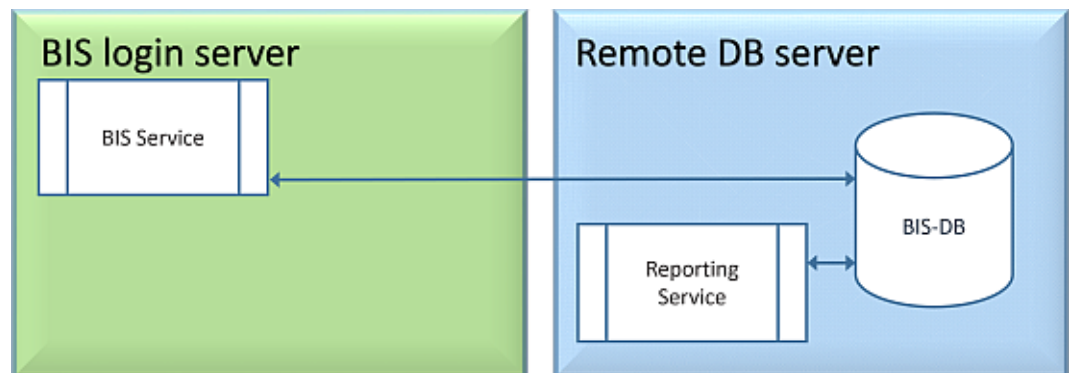 BIS login server
Remote DB server
BIS Service
BIS-DB
Reporting
Service